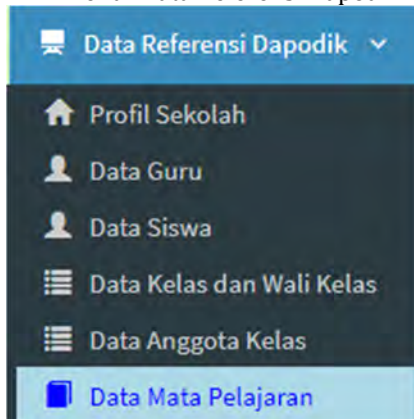 Data Referensi Dapodik
Profil Sekolah
Data Guru
Data Siswa
Data Kelas dan Wali Kelas
Data Anggota Kelas
Data Mata Pelajaran